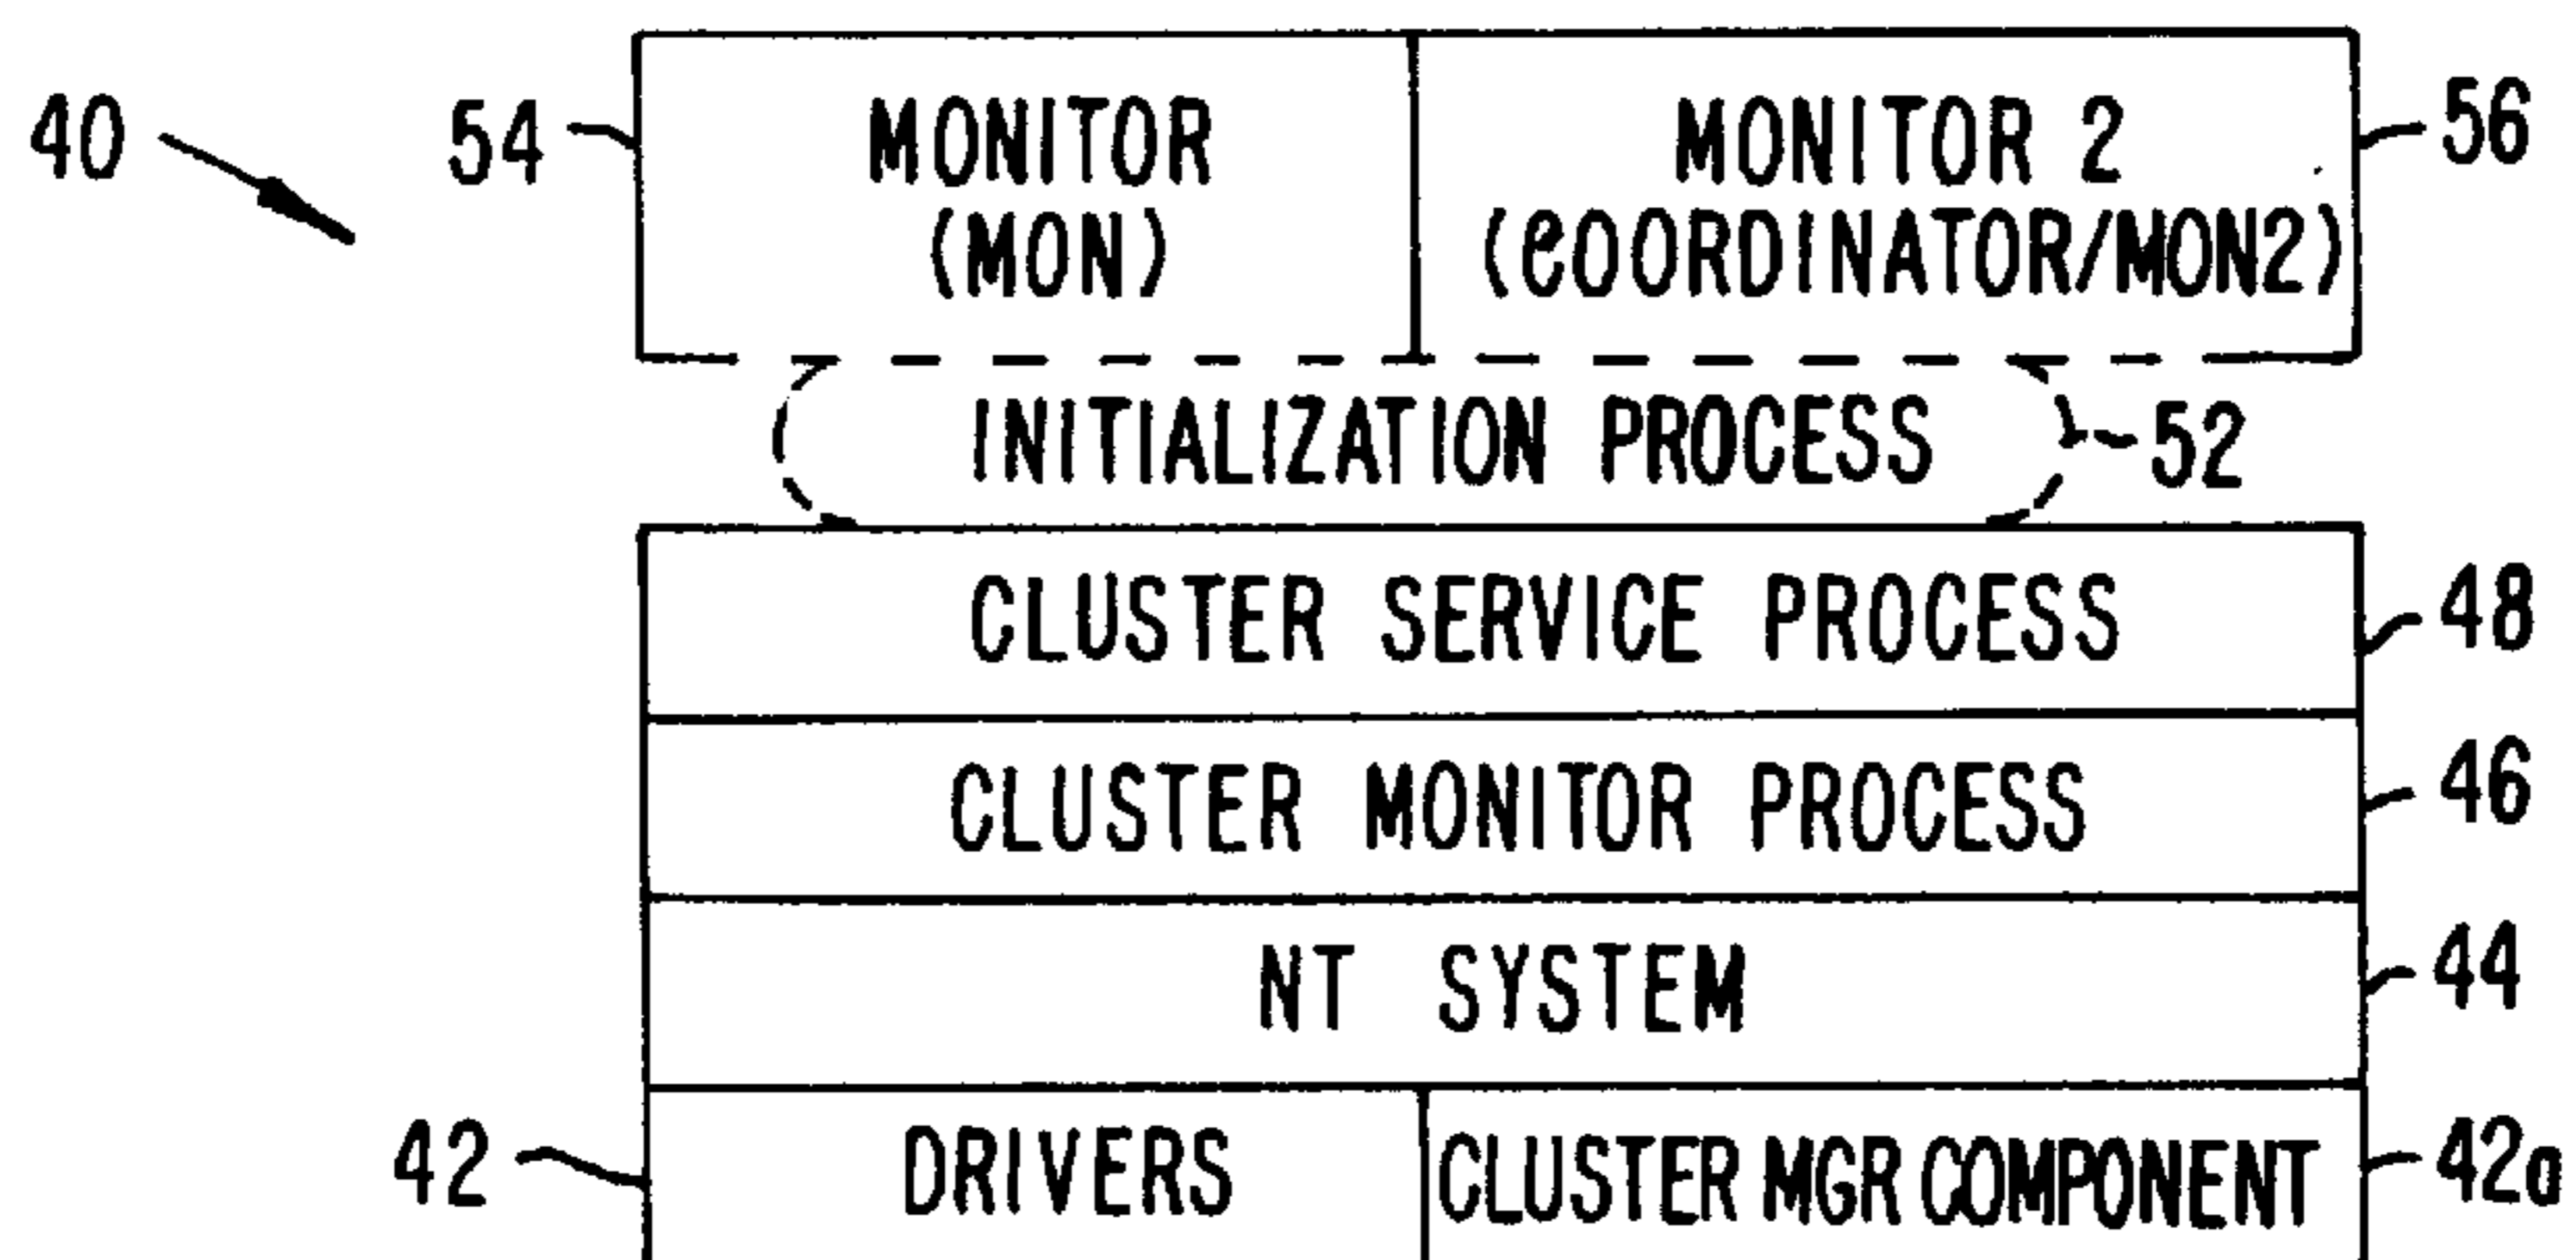 40
54
MONITOR
(MON)
MONITOR 2
(COORDINATOR/MON2)
56
INITIALIZATION PROCESS
52
CLUSTER SERVICE PROCESS
48
CLUSTER MONITOR PROCESS
46
NT SYSTEM
44
42
DRIVERS
CLUSTER MGR COMPONENT
42a